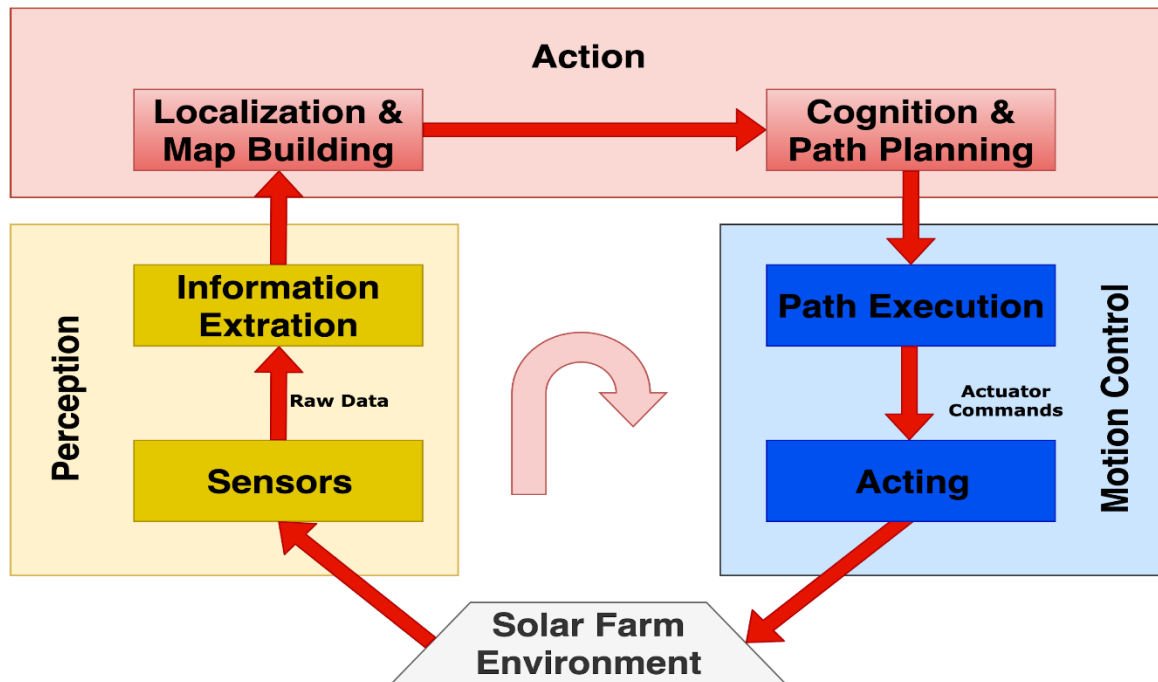 Action
Localization &
Map Building
Cognition &
Path Planning
Perception
Information
Extration
Raw Data
Sensors
Path Execution
Actuator
Commands
Acting
Motion Control
Solar Farm
Environment